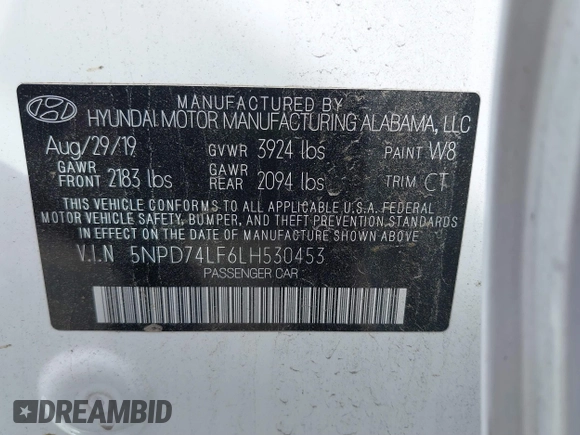 MANUFACTURED BY
HYUNDAI MOTOR MANUFACTURING ALABAMA, LLC
Aug/29/19 GVWR 3924 lbs PAINT W8
GAWR FRONT 2183 lbs GAWR REAR 2094 lbs TRIM CT
THIS VEHICLE CONFORMS TO ALL APPLICABLE U.S.A. FEDERAL
MOTOR VEHICLE SAFETY, BUMPER, AND THEFT PREVENTION STANDARDS
IN EFFECT ON THE DATE OF MANUFACTURE SHOWN ABOVE.
V.I.N 5NPD74LF6LH530453
PASSENGER CAR
DREAMBID